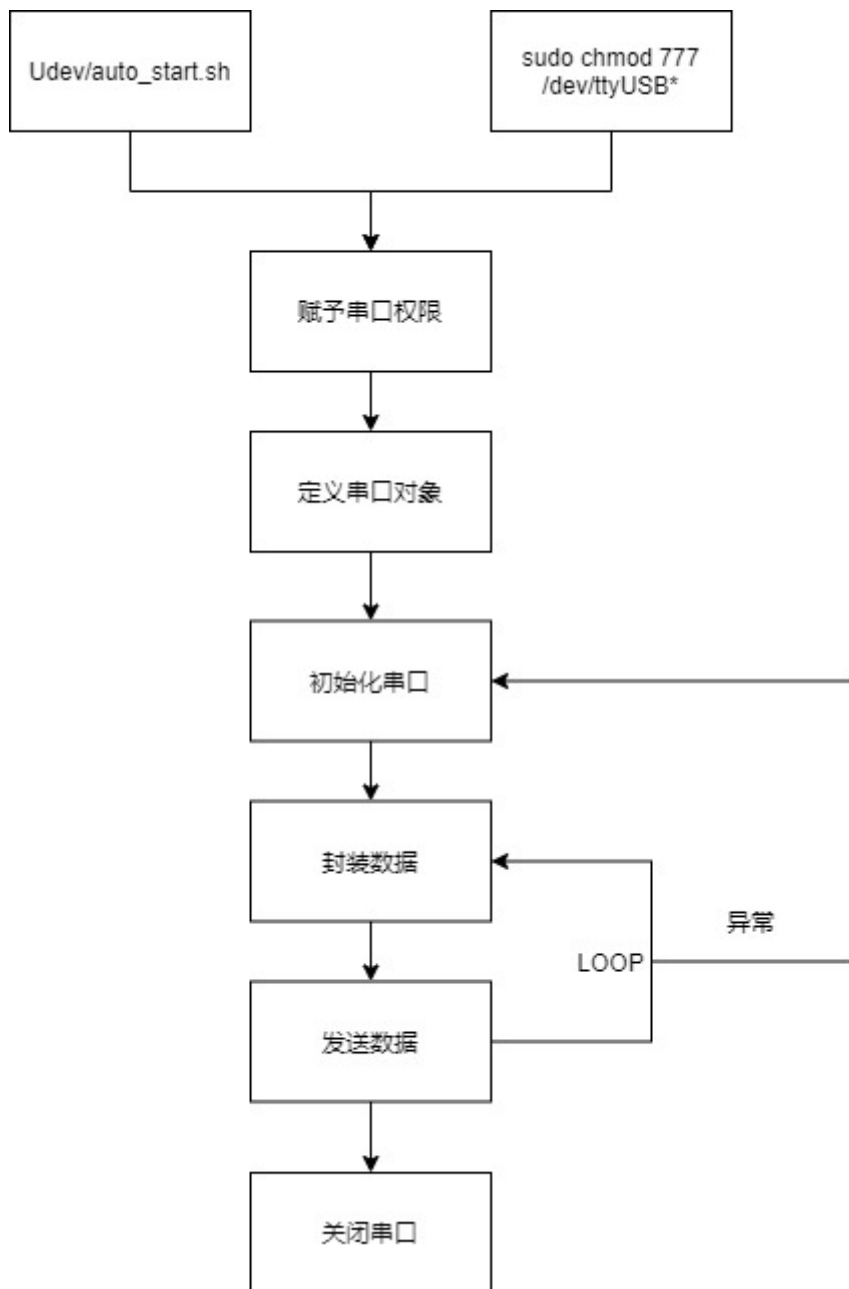 Udev/auto_start.sh
sudo chmod 777
/dev/ttyUSB*
赋予串口权限
定义串口对象
初始化串口
封装数据
异常
LOOP
发送数据
关闭串口